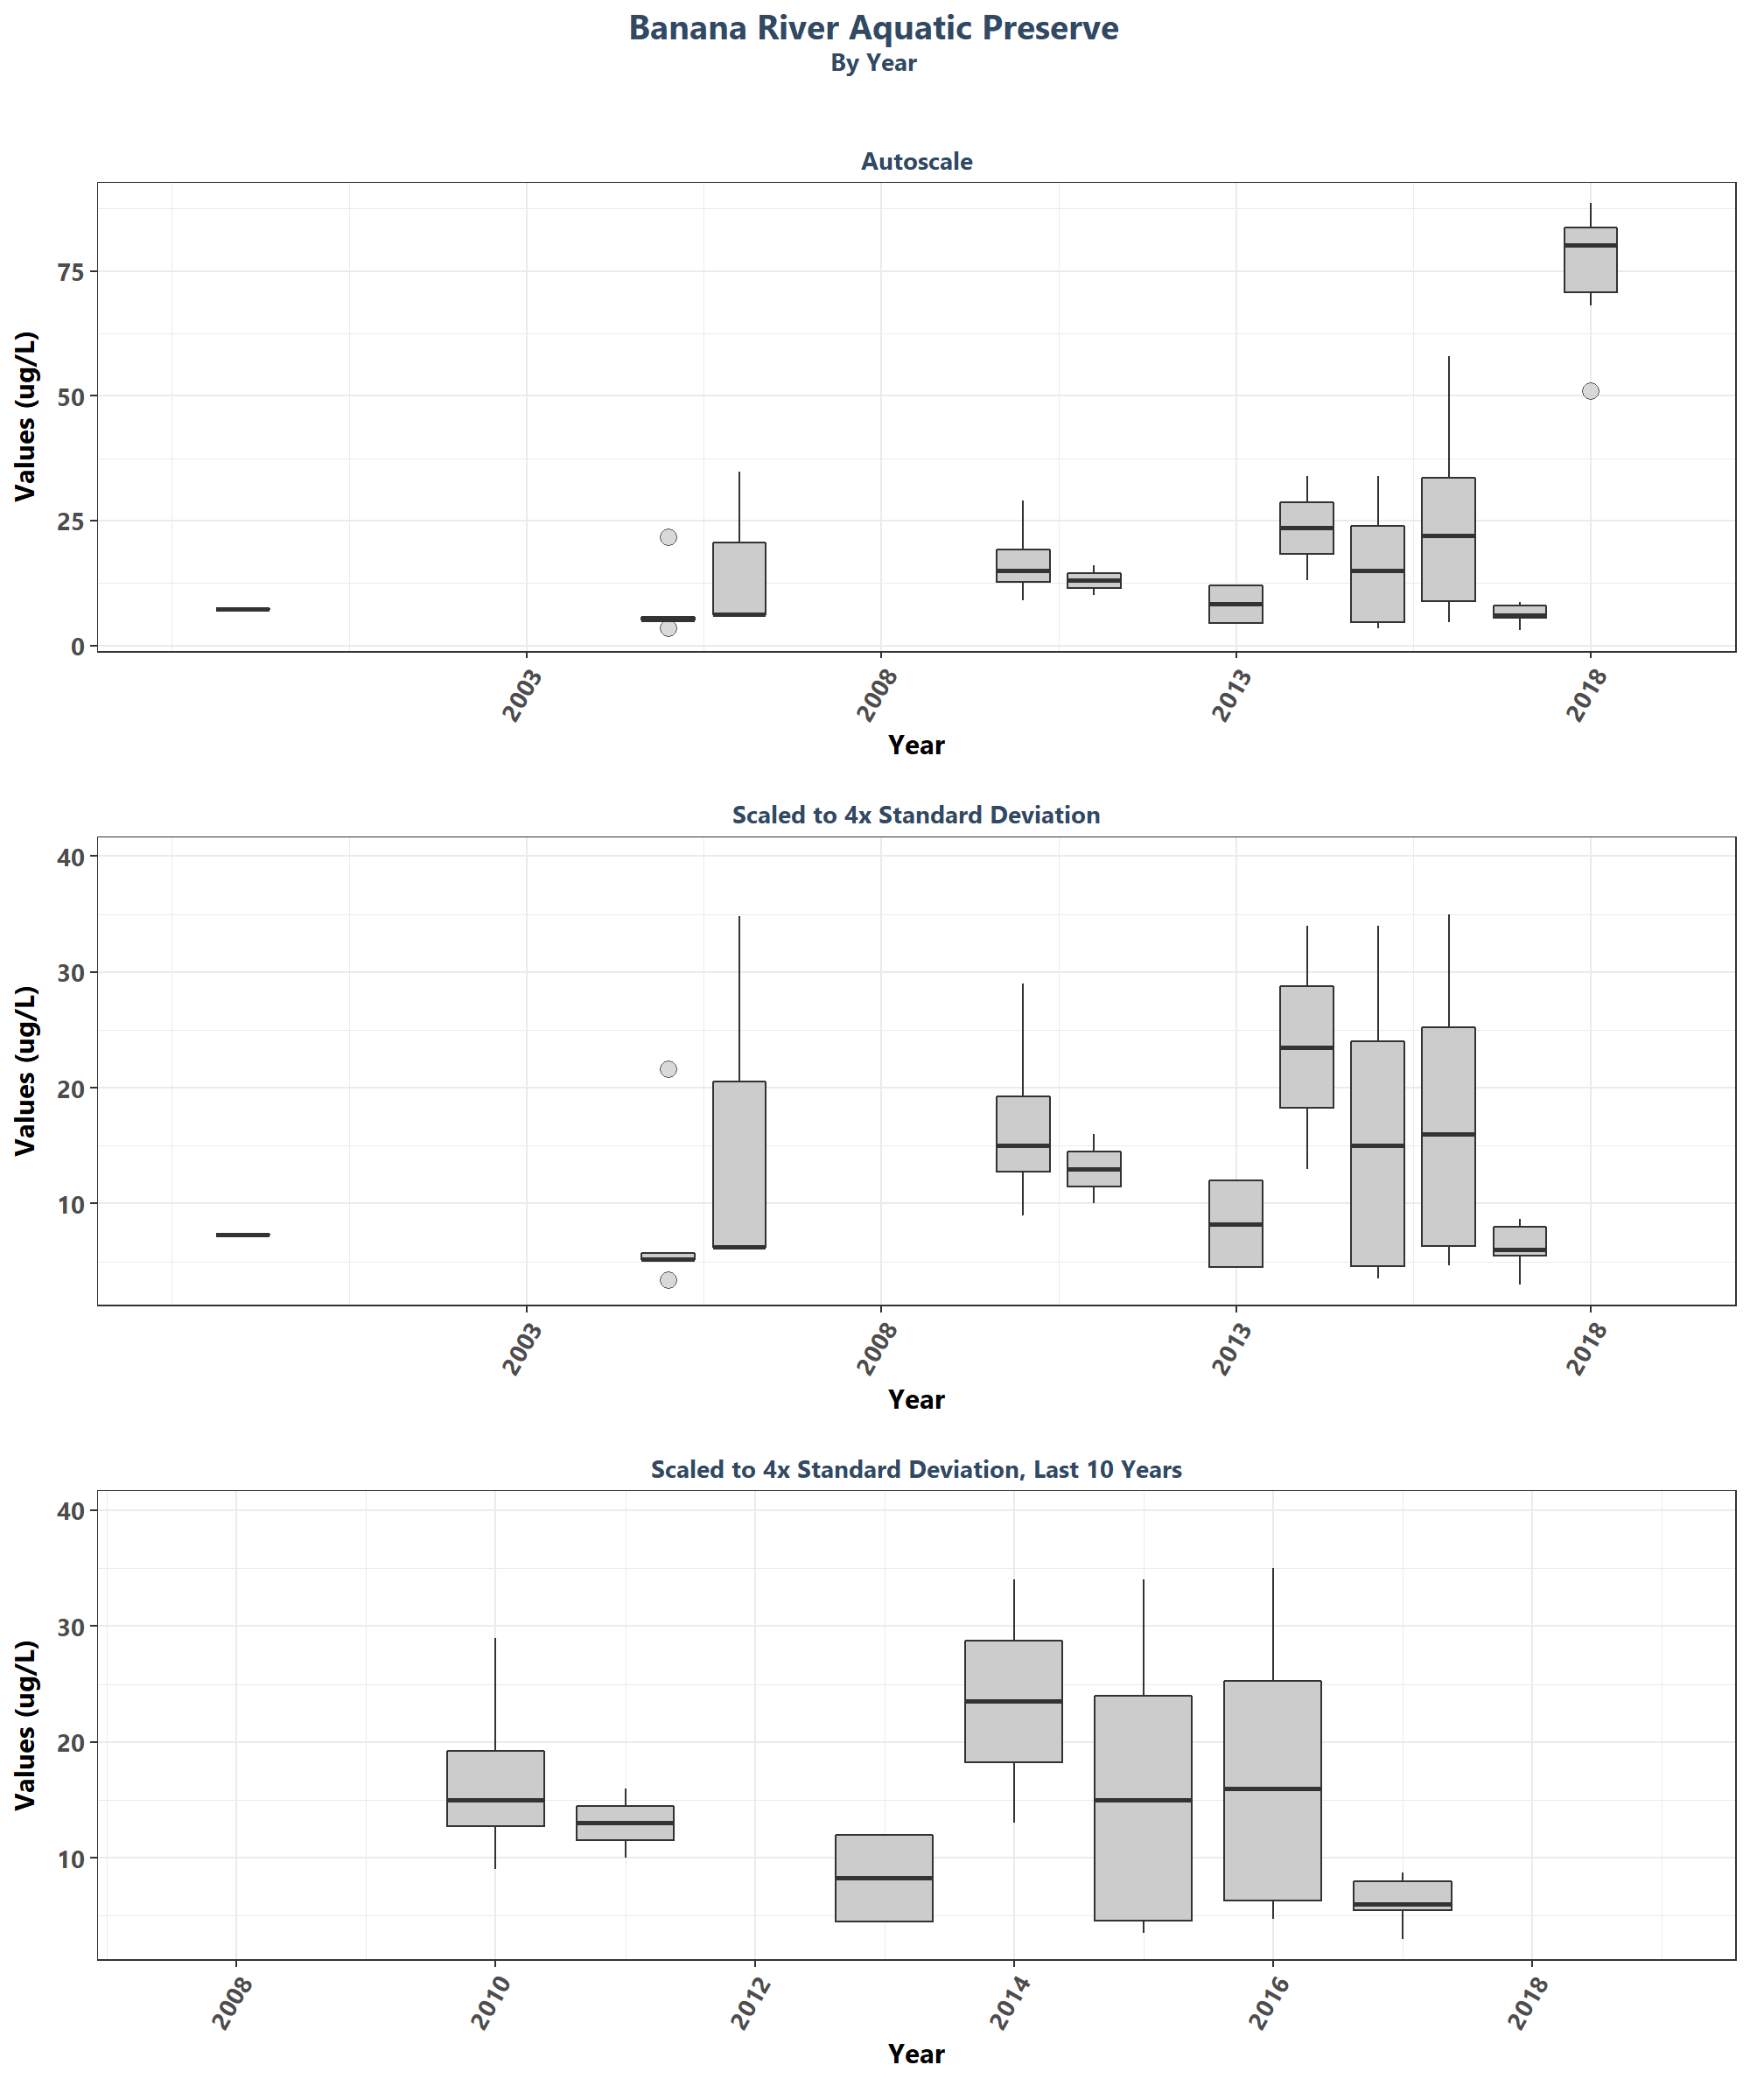 Banana River Aquatic Preserve
By Year
Autoscale
Values (ug/L)
75
50
25
0
2003
2008
2013
2018
Year
Scaled to 4x Standard Deviation
Values (ug/L)
40
30
20
10
2003
2008
2013
2018
Year
Scaled to 4x Standard Deviation, Last 10 Years
Values (ug/L)
40
30
20
10
2008
2010
2012
2014
2016
2018
Year